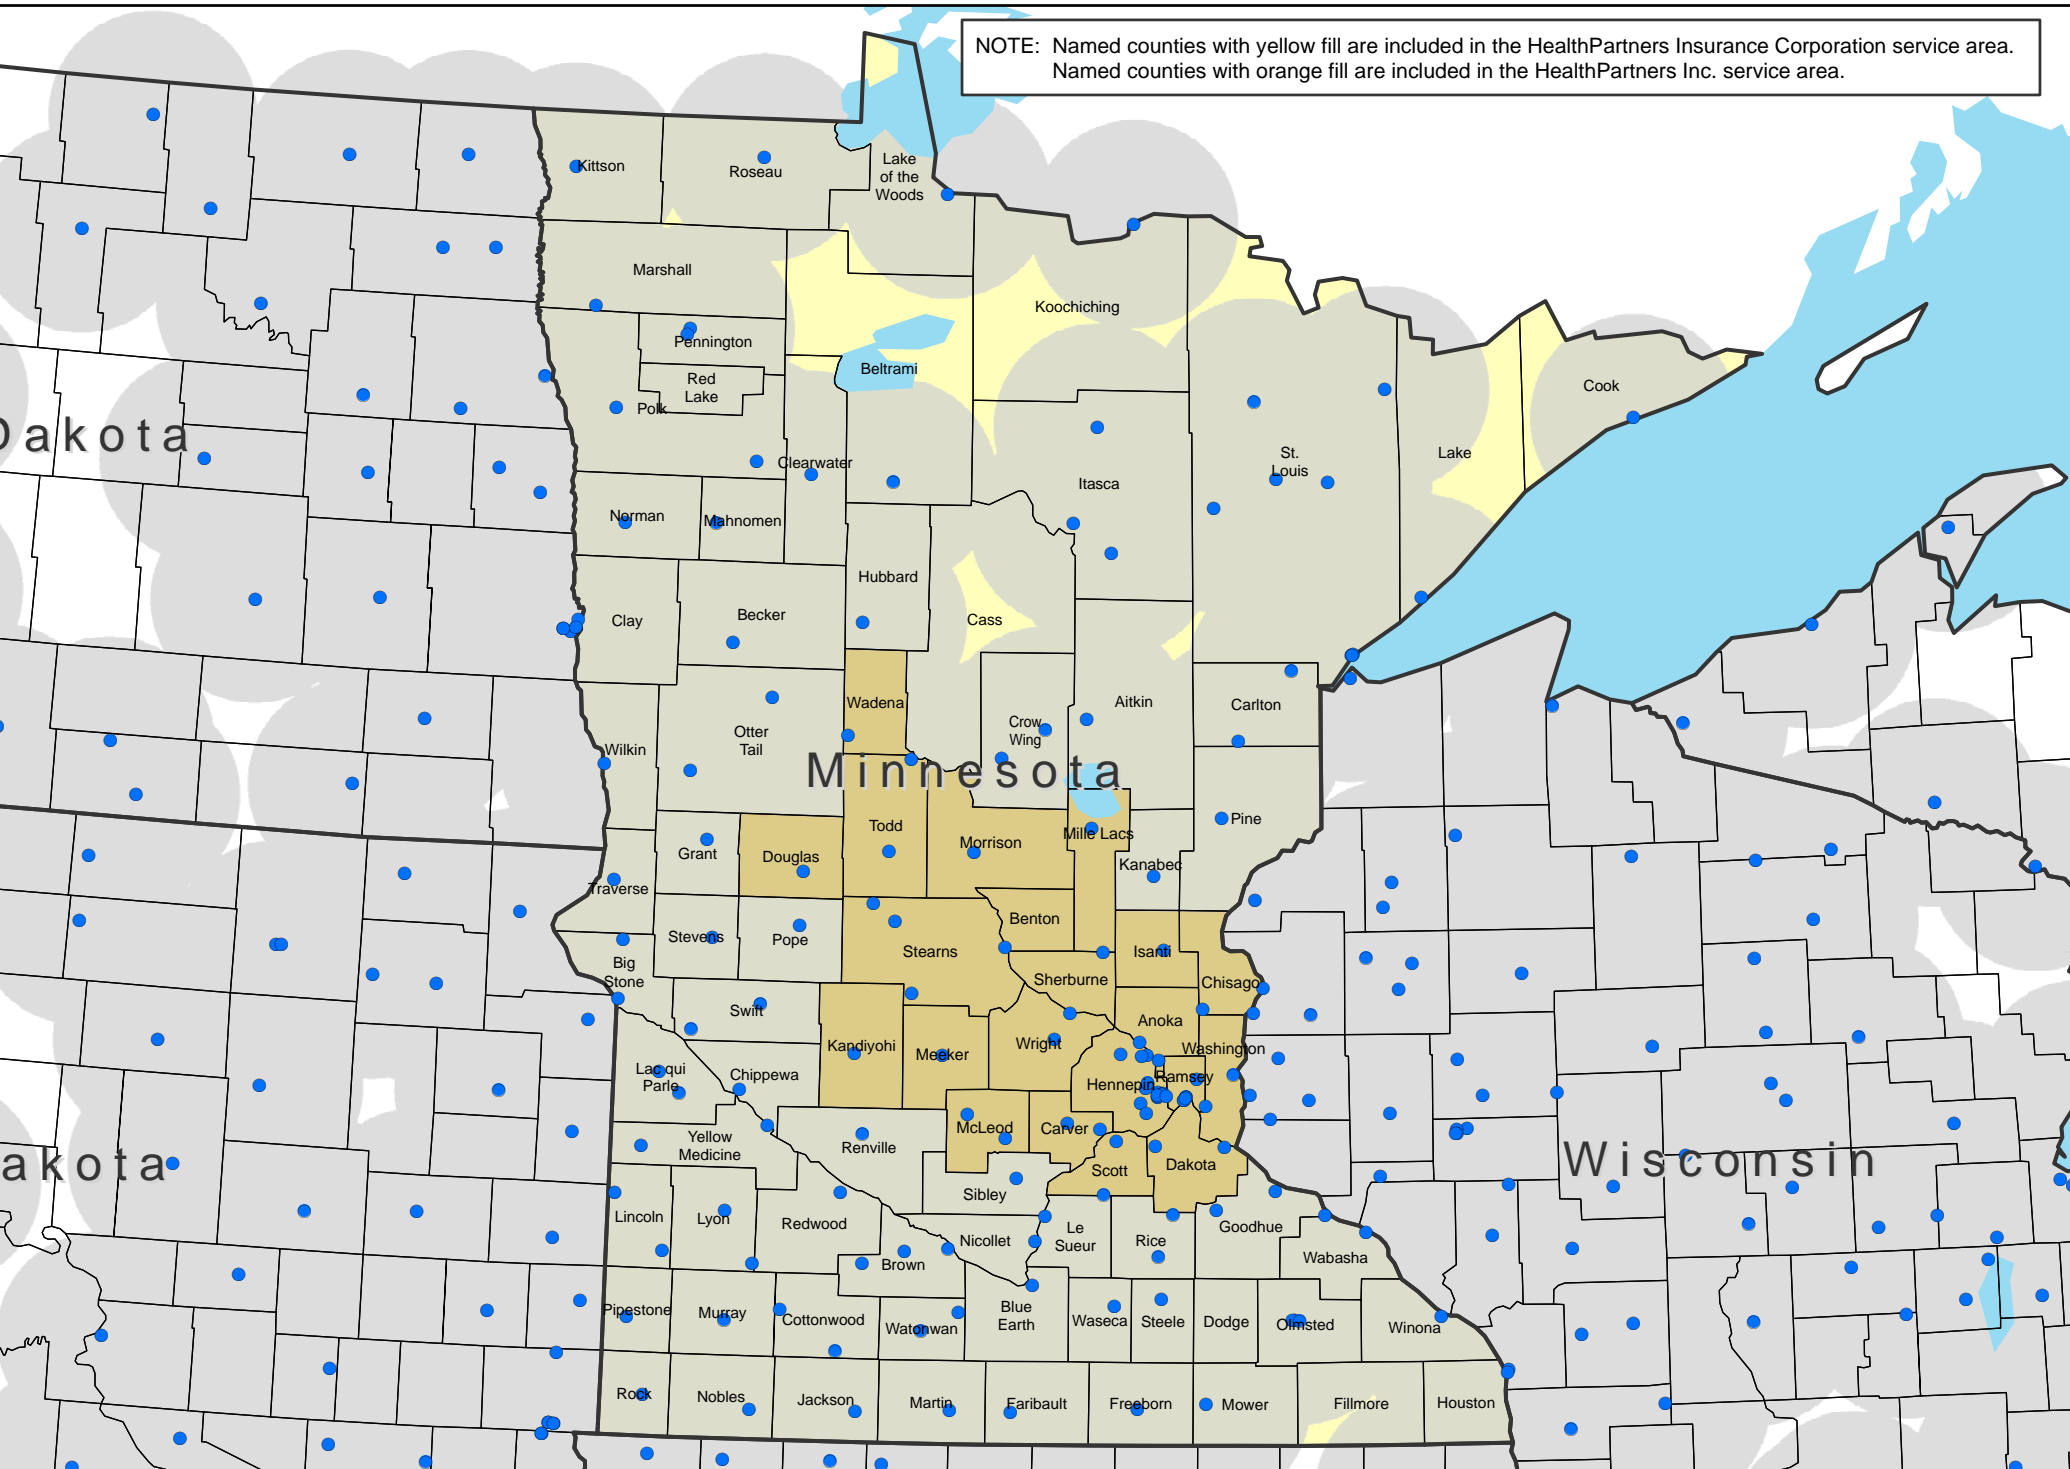 NOTE: Named counties with yellow fill are included in the HealthPartners Insurance Corporation service area.
Named counties with orange fill are included in the HealthPartners Inc. service area.
Kittson
Roseau
Lake
of the
Woods
Marshall
Koochiching
Pennington
Beltrami
Red
Lake
Polk
Cook
Dakota
Clearwater
St.
Louis
Lake
Itasca
Norman
Mahnomen
Hubbard
Clay
Becker
Cass
Wadena
Aitkin
Carlton
Otter
Tail
Crow
Wing
Wilkin
Minnesota
Todd
Pine
Mille Lacs
Morrison
Grant
Douglas
Kanabec
Traverse
Benton
Stevens
Pope
Stearns
Isanti
Big
Stone
Sherburne
Chisago
Swift
Anoka
Kandiyohi
Meeker
Wright
Washington
Lac qui
Parle
Chippewa
Hennepin
Ramsey
McLeod
Carver
Yellow
Medicine
Renville
Scott
Dakota
Wisconsin
akota
Sibley
Lincoln
Lyon
Redwood
Nicollet
Le
Sueur
Rice
Goodhue
Brown
Wabasha
Pipestone
Murray
Cottonwood
Watonwan
Blue
Earth
Waseca
Steele
Dodge
Olmsted
Winona
Rock
Nobles
Jackson
Martin
Faribault
Freeborn
Mower
Fillmore
Houston